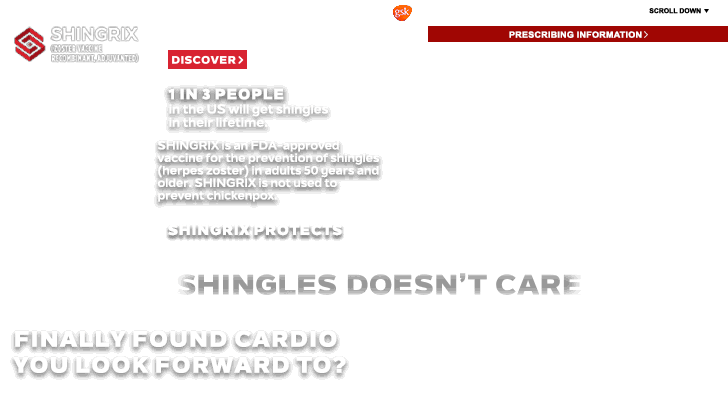 gsk
SCROLL DOWN ▼
PRESCRIBING INFORMATION >
SHINGRIX
(ZOSTER VACCINE
RECOMBINANT, ADJUVANTED)
DISCOVER >
1 IN 3 PEOPLE
in the US will get shingles
in their lifetime.
SHINGRIX is an FDA-approved
vaccine for the prevention of shingles
(herpes zoster) in adults 50 years and
older. SHINGRIX is not used to
prevent chickenpox.
SHINGRIX PROTECTS
SHINGLES DOESN'T CARE
FINALLY FOUND CARDIO
YOU LOOK FORWARD TO?